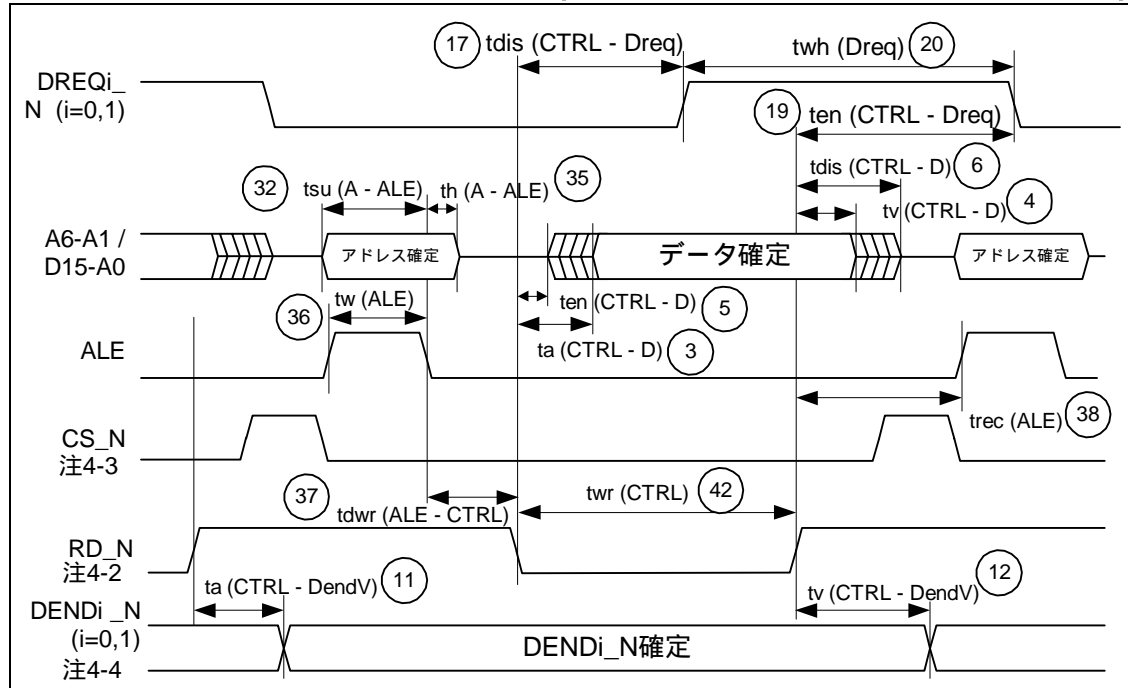 17 tdis (CTRL - Dreq)
twh (Dreq) 20
DREQi_
N (i=0,1)
19 ten (CTRL - Dreq)
tdis (CTRL - D) 6
32 tsu (A - ALE) th (A - ALE) 35
tv (CTRL - D) 4
A6-A1 /
D15-A0
アドレス確定 データ確定 アドレス確定
36 tw (ALE)
ten (CTRL - D) 5
ta (CTRL - D) 3
ALE
trec (ALE) 38
CS_N
注4-3
37 tdwr (ALE - CTRL)
twr (CTRL) 42
RD_N
注4-2
ta (CTRL - DendV) 11
tv (CTRL - DendV) 12
DENDi _N
(i=0,1)
注4-4
DENDi_N確定